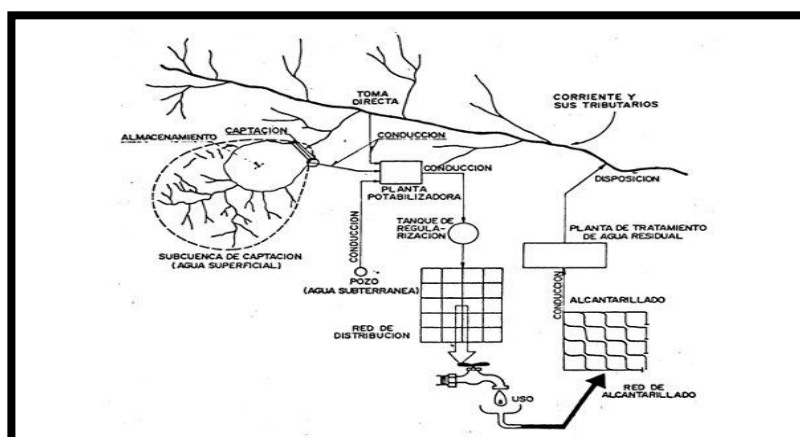 TOMA
DIRECTA
CORRIENTE Y
SUS TRIBUTARIOS
CAPTACION
ALMACENAMIENTO
CONDUCCION
CONDUCCION
PLANTA
POTABILIZADORA
DISPOSICION
TANQUE DE
REGULA-
RIZACION
PLANTA DE TRATAMIENTO
DE AGUA RESIDUAL
CONDUCCION
SUBCUENCA DE CAPTACION
(AGUA SUPERFICIAL)
POZO
(AGUA SUBTERRANEA)
CONDUCCION
ALCANTARILLADO
RED DE
DISTRIBUCION
RED DE
ALCANTARILLADO
USO